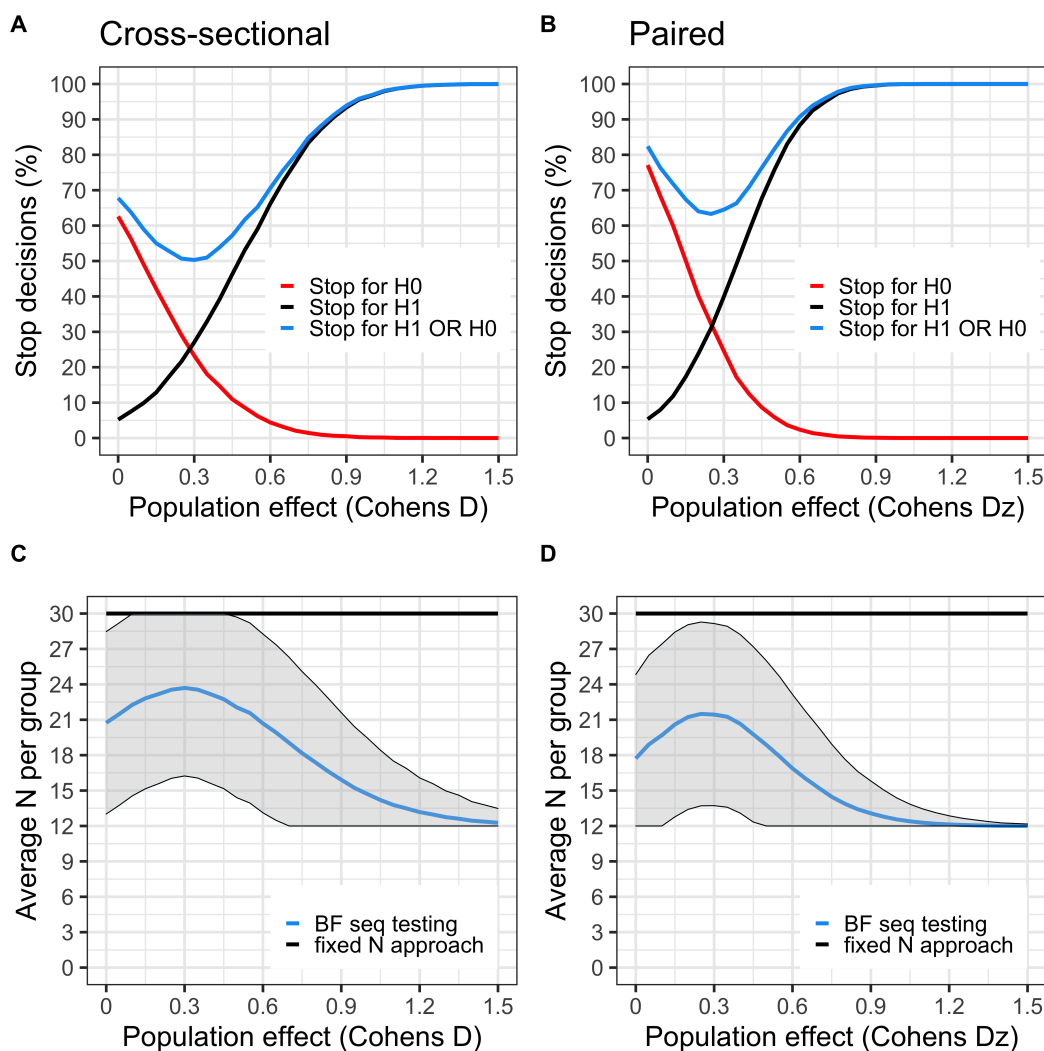 A
Cross-sectional
Stop decisions (%)
100
90
80
70
60
50
40
30
20
10
0
Stop for H0
Stop for H1
Stop for H1 OR H0
0 0.3 0.6 0.9 1.2 1.5
Population effect (Cohens D)
B
Paired
Stop decisions (%)
100
90
80
70
60
50
40
30
20
10
0
Stop for H0
Stop for H1
Stop for H1 OR H0
0 0.3 0.6 0.9 1.2 1.5
Population effect (Cohens Dz)
C
Average N per group
30
27
24
21
18
15
12
9
6
3
0
BF seq testing
fixed N approach
0 0.3 0.6 0.9 1.2 1.5
Population effect (Cohens D)
D
Average N per group
30
27
24
21
18
15
12
9
6
3
0
BF seq testing
fixed N approach
0 0.3 0.6 0.9 1.2 1.5
Population effect (Cohens Dz)